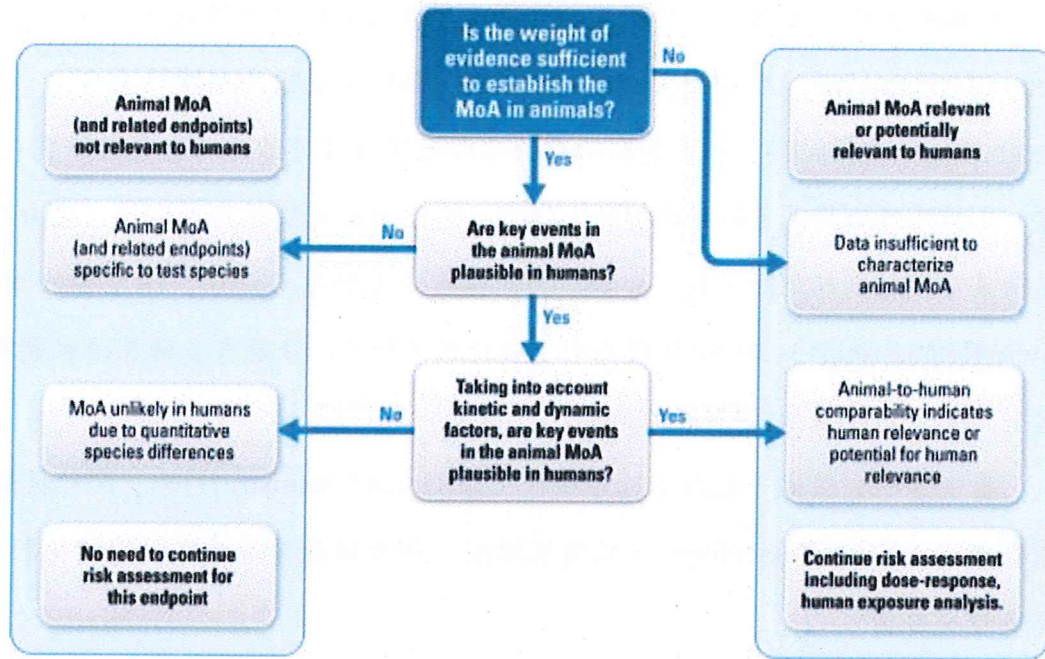 Is the weight of
evidence sufficient
to establish the
MoA in animals?
No
Yes
Animal MoA
(and related endpoints)
not relevant to humans
Animal MoA relevant
or potentially
relevant to humans
Animal MoA
(and related endpoints)
specific to test species
No
Are key events in
the animal MoA
plausible in humans?
Yes
Data insufficient to
characterize
animal MoA
MoA unlikely in humans
due to quantitative
species differences
No
Taking into account
kinetic and dynamic
factors, are key events
in the animal MoA
plausible in humans?
Yes
Animal-to-human
comparability indicates
human relevance or
potential for human
relevance
No need to continue
risk assessment for
this endpoint
Continue risk assessment
including dose-response,
human exposure analysis.